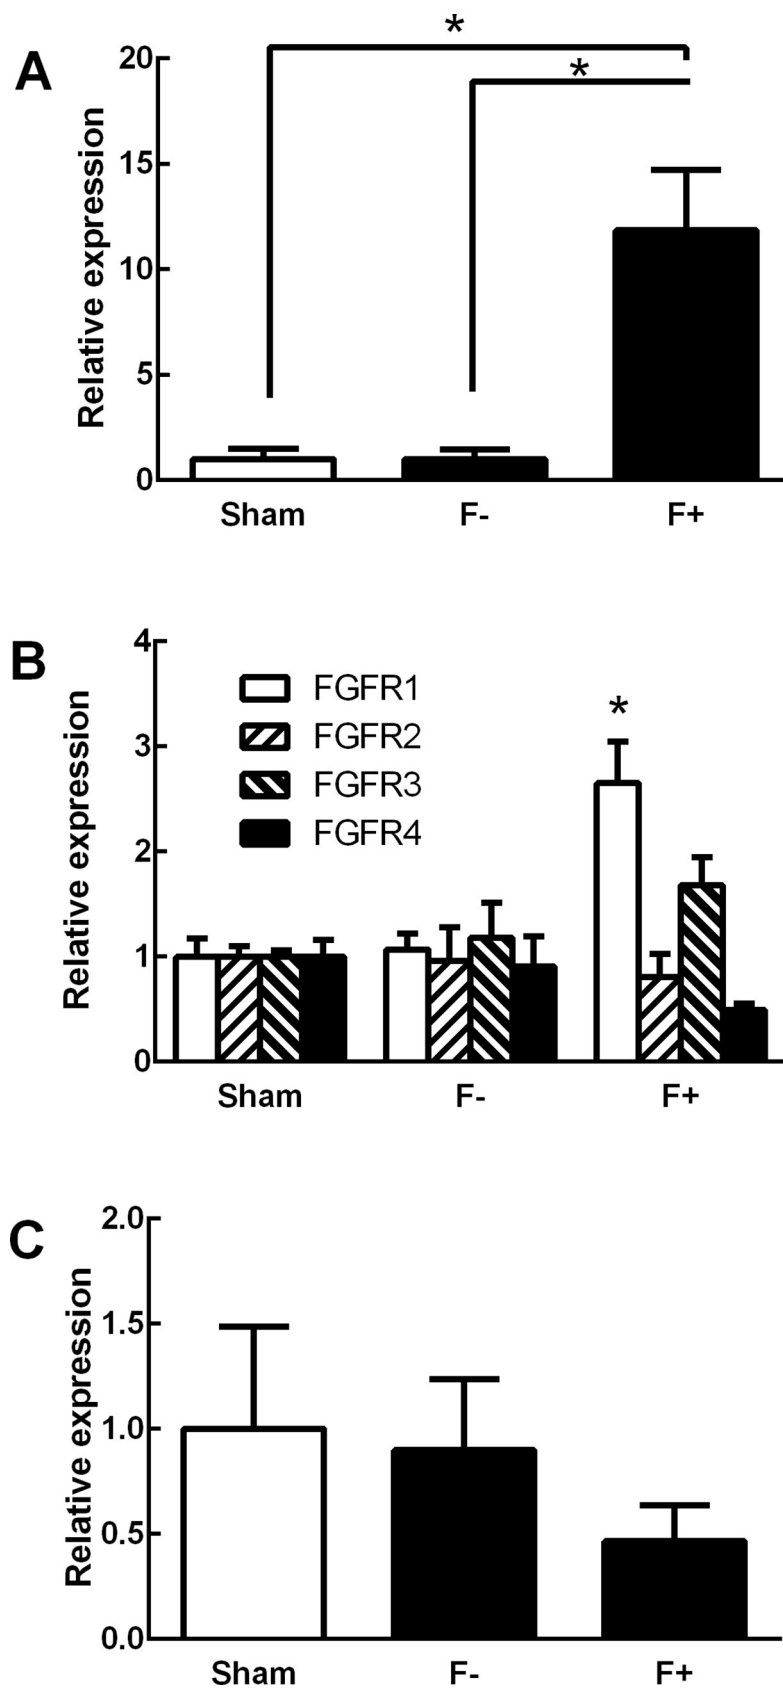 A
Relative expression
20
15
10
5
0
*
*
Sham F- F+
B
Relative expression
4
3
2
1
0
FGFR1
FGFR2
FGFR3
FGFR4
*
Sham F- F+
C
Relative expression
2.0
1.5
1.0
0.5
0.0
Sham F- F+